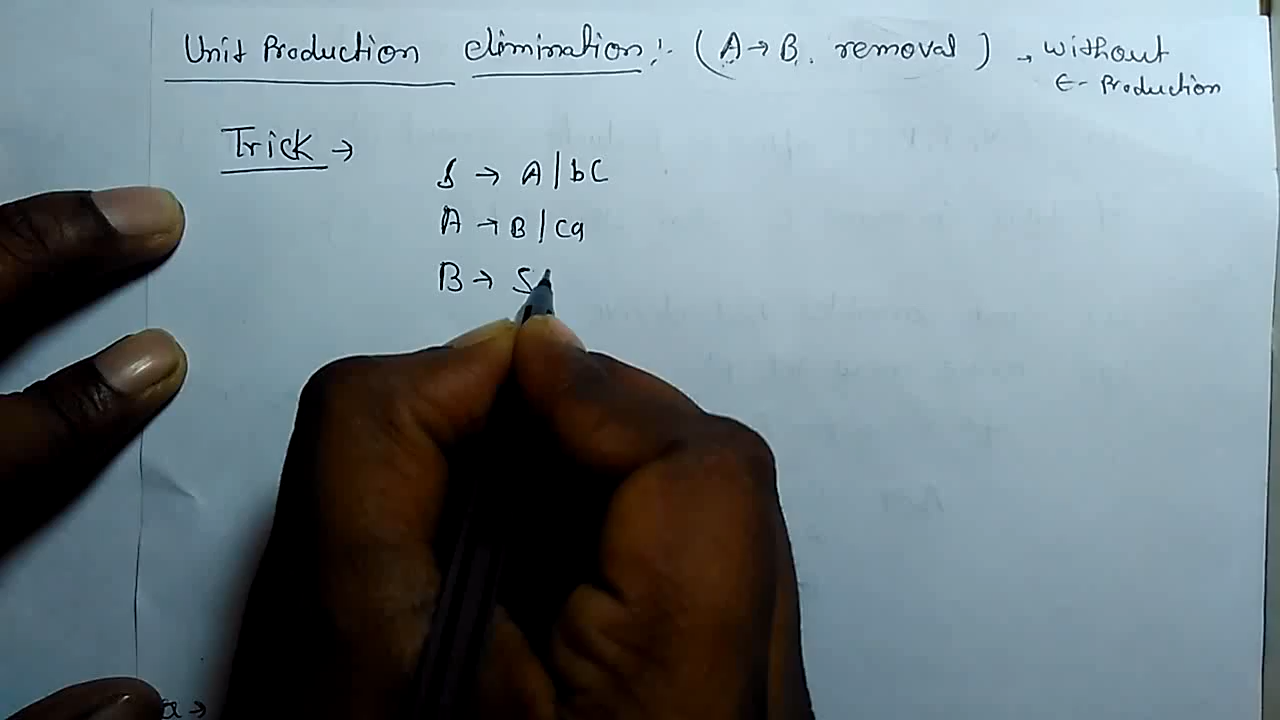 Unit Production elimination :- ( A → B. removal ) → without
ε- Production
Trick →
S → A | bC
A → B | Ca
B → S